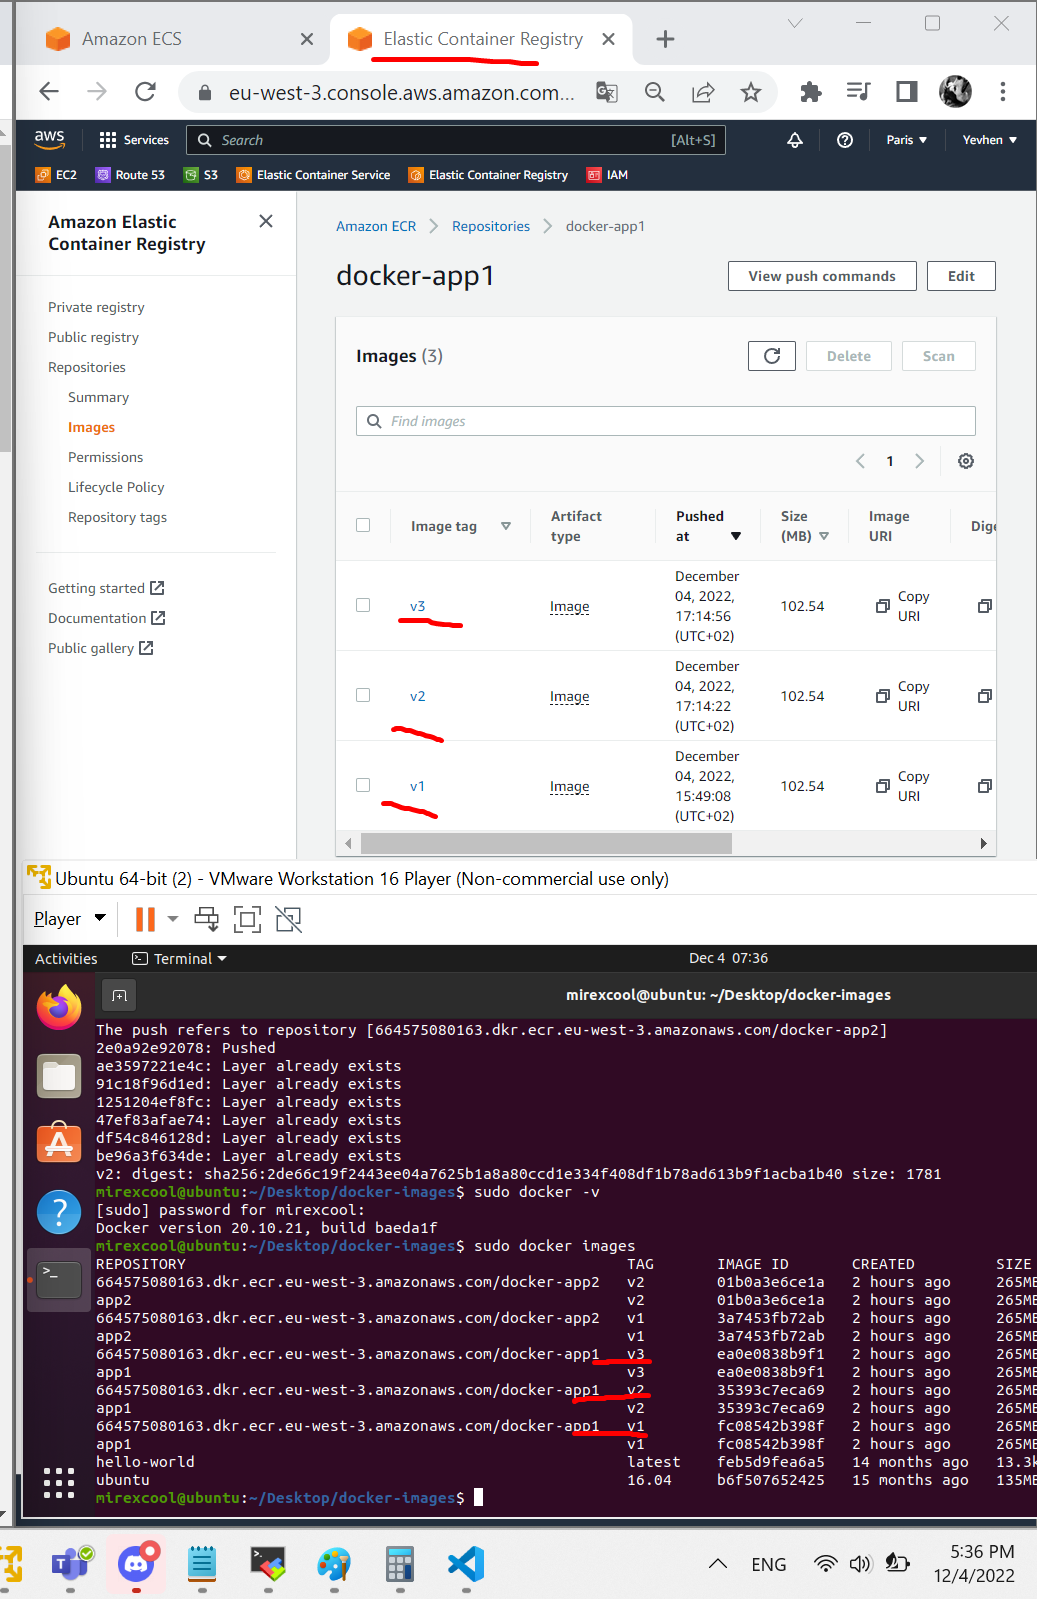 Amazon ECS
Elastic Container Registry
eu-west-3.console.aws.amazon.com...
aws
Services
Search
[Alt+S]
Paris
Yevhen
EC2
Route 53
S3
Elastic Container Service
Elastic Container Registry
IAM
Amazon Elastic
Container Registry
Private registry
Public registry
Repositories
Summary
Images
Permissions
Lifecycle Policy
Repository tags
Getting started
Documentation
Public gallery
Amazon ECR
Repositories
docker-app1
docker-app1
View push commands
Edit
Images (3)
Delete
Scan
Find images
1
Image tag
Artifact
type
Pushed
at
Size
(MB)
Image
URI
Dige
v3
Image
December
04, 2022,
17:14:56
(UTC+02)
102.54
Copy
URI
v2
Image
December
04, 2022,
17:14:22
(UTC+02)
102.54
Copy
URI
v1
Image
December
04, 2022,
15:49:08
(UTC+02)
102.54
Copy
URI
Ubuntu 64-bit (2) - VMware Workstation 16 Player (Non-commercial use only)
Player
Activities
Terminal
Dec 4 07:36
mirexcool@ubuntu: ~/Desktop/docker-images
The push refers to repository [664575080163.dkr.ecr.eu-west-3.amazonaws.com/docker-app2]
2e0a92e92078: Pushed
ae3597221e4c: Layer already exists
91c18f96d1ed: Layer already exists
1251204ef8fc: Layer already exists
47ef83afae74: Layer already exists
df54c846128d: Layer already exists
be96a3f634de: Layer already exists
v2: digest: sha256:2de66c19f2443ee04a7625b1a8a80ccd1e334f408df1b78ad613b9f1acba1b40 size: 1781
mirexcool@ubuntu:~/Desktop/docker-images$ sudo docker -v
[sudo] password for mirexcool:
Docker version 20.10.21, build baeda1f
mirexcool@ubuntu:~/Desktop/docker-images$ sudo docker images
REPOSITORY TAG IMAGE ID CREATED SIZE
664575080163.dkr.ecr.eu-west-3.amazonaws.com/docker-app2 v2 01b0a3e6ce1a 2 hours ago 265MB
app2 v2 01b0a3e6ce1a 2 hours ago 265MB
664575080163.dkr.ecr.eu-west-3.amazonaws.com/docker-app2 v1 3a7453fb72ab 2 hours ago 265MB
app2 v1 3a7453fb72ab 2 hours ago 265MB
664575080163.dkr.ecr.eu-west-3.amazonaws.com/docker-app1 v3 ea0e0838b9f1 2 hours ago 265MB
app1 v3 ea0e0838b9f1 2 hours ago 265MB
664575080163.dkr.ecr.eu-west-3.amazonaws.com/docker-app1 v2 35393c7eca69 2 hours ago 265MB
app1 v2 35393c7eca69 2 hours ago 265MB
664575080163.dkr.ecr.eu-west-3.amazonaws.com/docker-app1 v1 fc08542b398f 2 hours ago 265MB
app1 v1 fc08542b398f 2 hours ago 265MB
hello-world latest feb5d9fea6a5 14 months ago 13.3k
ubuntu 16.04 b6f507652425 15 months ago 135MB
mirexcool@ubuntu:~/Desktop/docker-images$
ENG
5:36 PM
12/4/2022